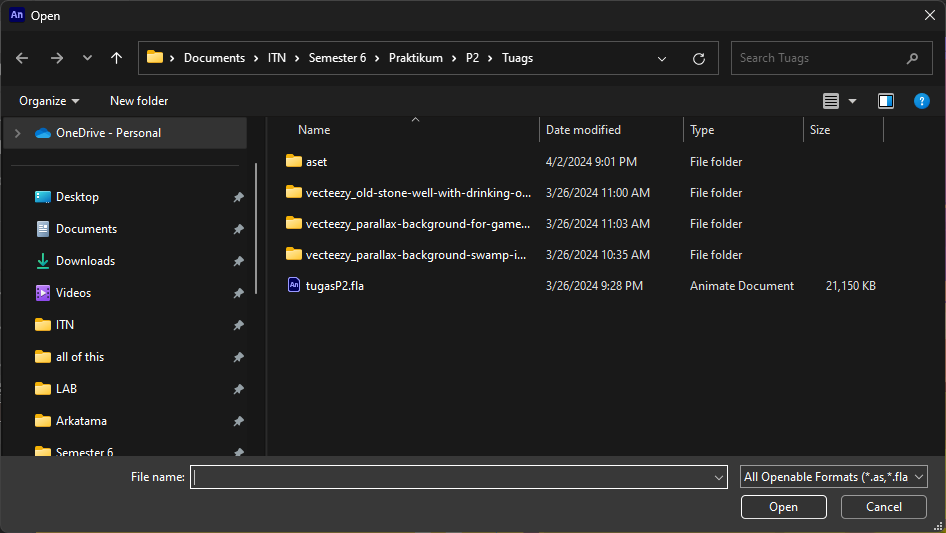 An Open
Documents ITN Semester 6 Praktikum P2 Tuags Search Tuags
Organize New folder ?
OneDrive - Personal
Desktop
Documents
Downloads
Videos
ITN
all of this
LAB
Arkatama
Semester 6
Name Date modified Type Size
aset 4/2/2024 9:01 PM File folder
vecteezy_old-stone-well-with-drinking-o... 3/26/2024 11:00 AM File folder
vecteezy_parallax-background-for-game... 3/26/2024 11:03 AM File folder
vecteezy_parallax-background-swamp-i... 3/26/2024 10:35 AM File folder
An tugasP2.fla 3/26/2024 9:28 PM Animate Document 21,150 KB
File name: All Openable Formats (*.as,*.fla
Open Cancel